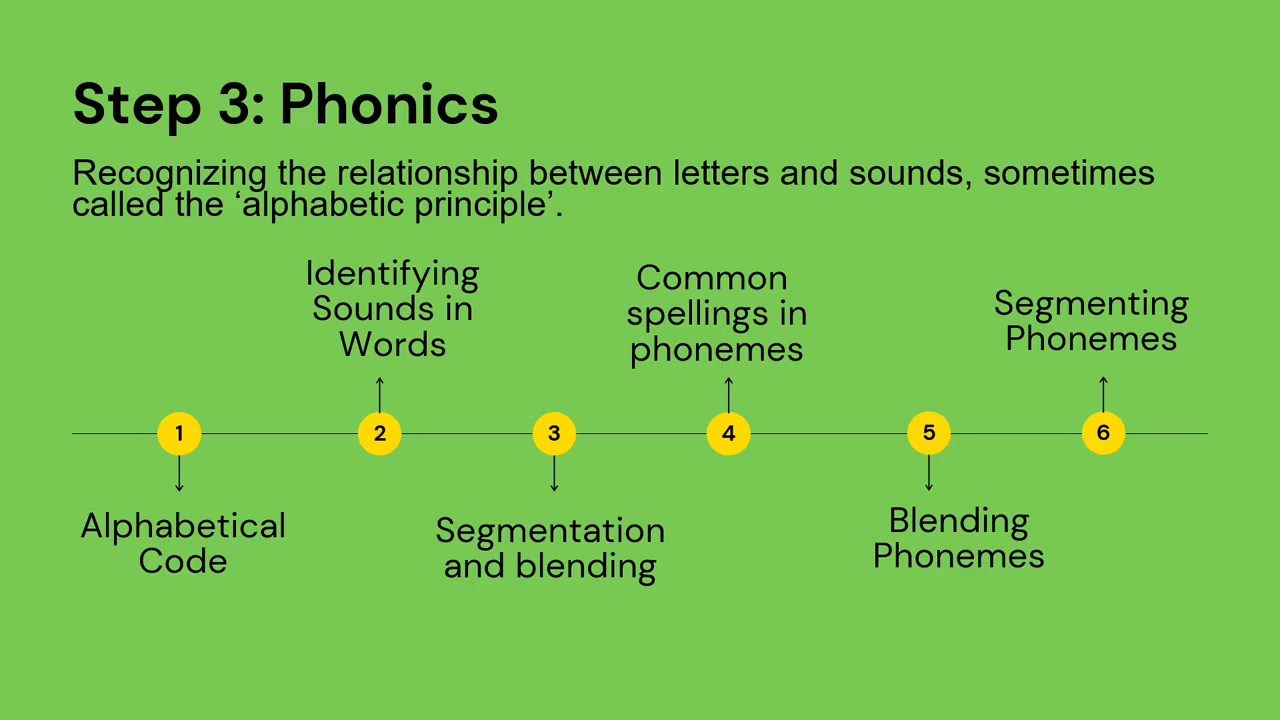 Step 3: Phonics
Recognizing the relationship between letters and sounds, sometimes
called the ‘alphabetic principle’.
Identifying
Sounds in
Words
Common
spellings in
phonemes
Segmenting
Phonemes
1
2
3
4
5
6
Alphabetical
Code
Segmentation
and blending
Blending
Phonemes